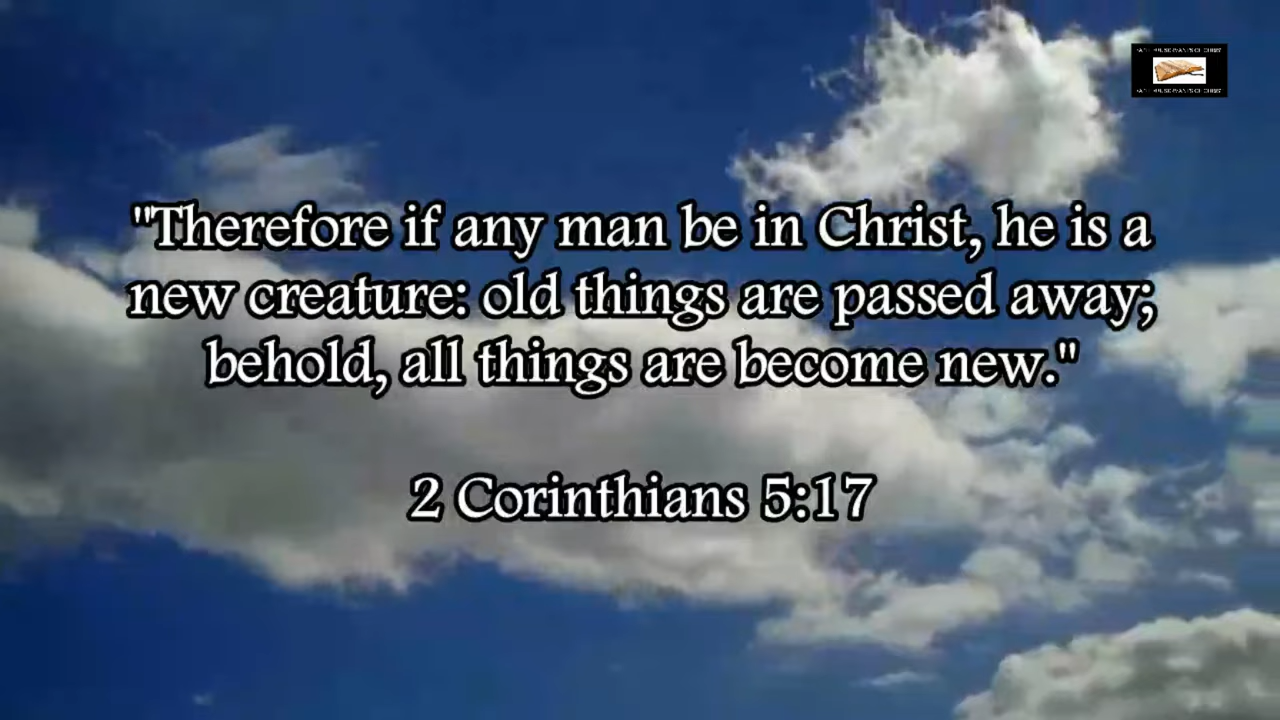 "Therefore if any man be in Christ, he is a
new creature: old things are passed away;
behold, all things are become new."
2 Corinthians 5:17